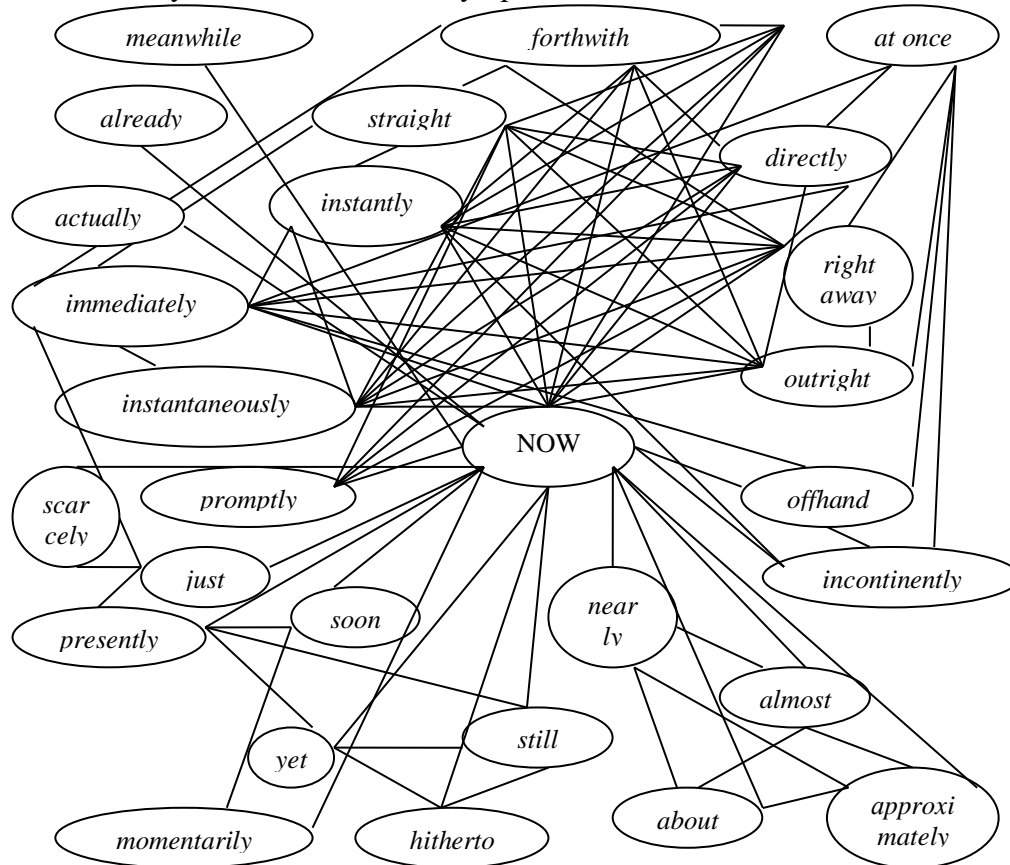 meanwhile
forthwith
at once
already
straight
directly
actually
instantly
right
away
immediately
instantaneously
outright
NOW
scar
cely
promptly
offhand
just
incontinently
presently
soon
near
ly
almost
yet
still
momentarily
hitherto
about
approxi
mately